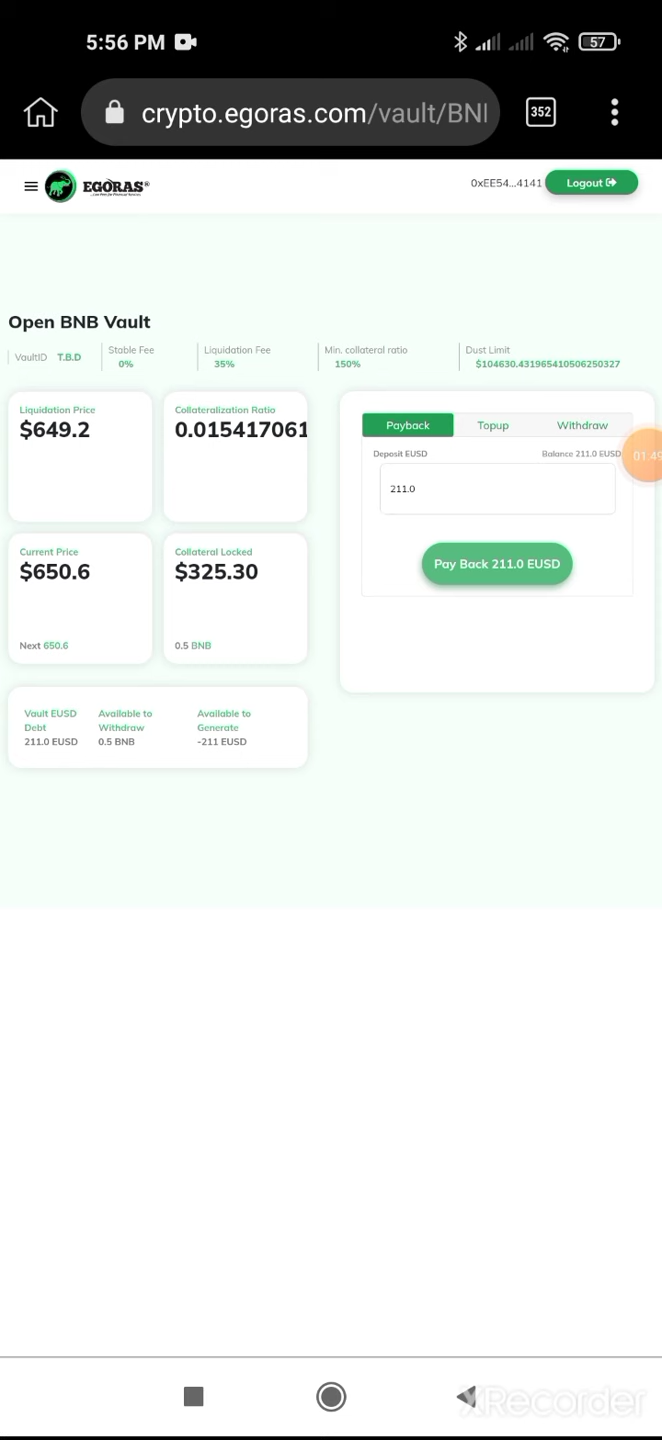 5:56 PM
57
crypto.egoras.com/vault/BNI
352
EGORAS®
0xEE54...4141
Logout
Open BNB Vault
VaultID T.B.D
Stable Fee
0%
Liquidation Fee
35%
Min. collateral ratio
150%
Dust Limit
$104630.431965410506250327
Liquidation Price
$649.2
Collateralization Ratio
0.015417061
Current Price
$650.6
Next 650.6
Collateral Locked
$325.30
0.5 BNB
Vault EUSD
Debt
211.0 EUSD
Available to
Withdraw
0.5 BNB
Available to
Generate
-211 EUSD
Payback
Topup
Withdraw
Deposit EUSD
Balance 211.0 EUSD
01:49
211.0
Pay Back 211.0 EUSD
XRecorder